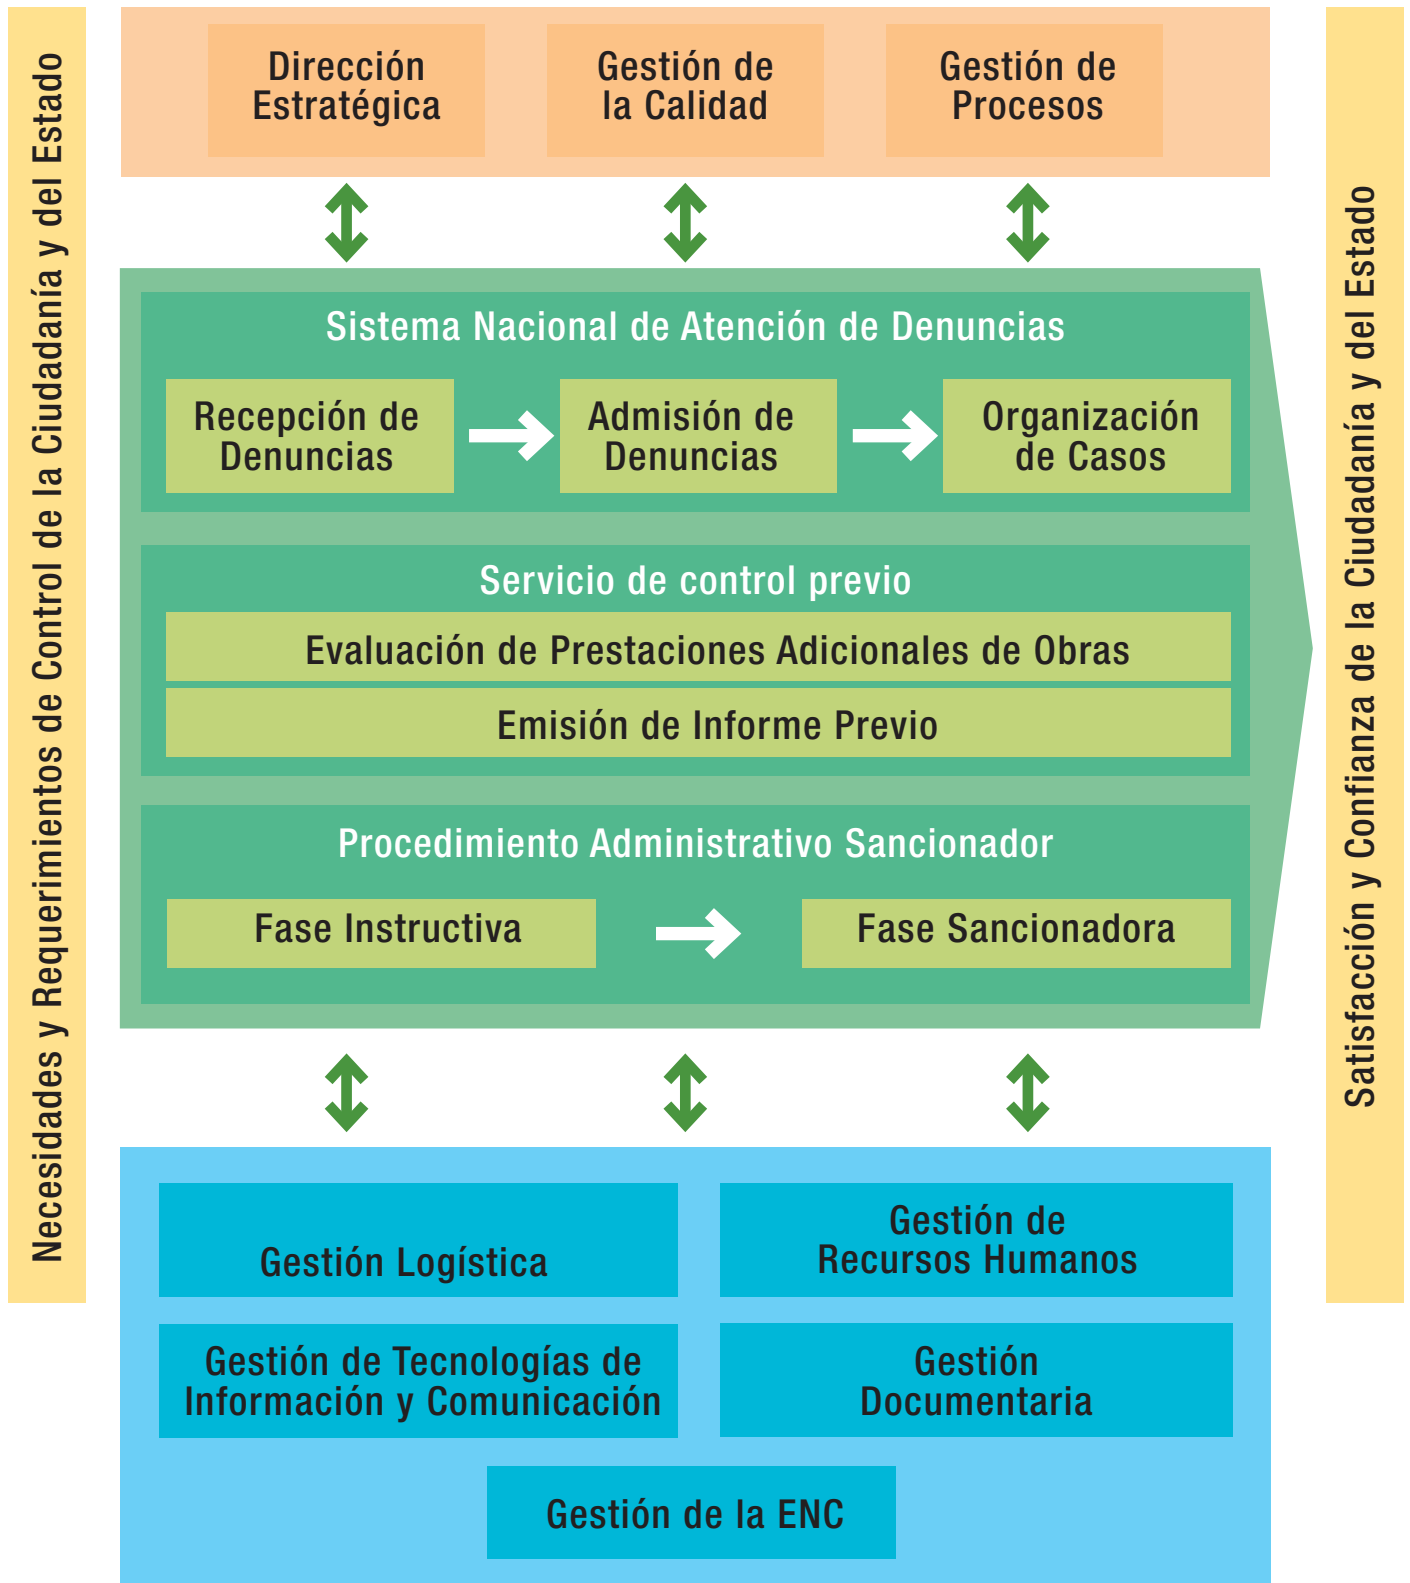 Necesidades y Requerimientos de Control de la Ciudadanía y del Estado
Dirección
Estratégica
Gestión de
la Calidad
Gestión de
Procesos
Sistema Nacional de Atención de Denuncias
Recepción de
Denuncias
Admisión de
Denuncias
Organización
de Casos
Servicio de control previo
Evaluación de Prestaciones Adicionales de Obras
Emisión de Informe Previo
Procedimiento Administrativo Sancionador
Fase Instructiva
Fase Sancionadora
Gestión Logística
Gestión de
Recursos Humanos
Gestión de Tecnologías de
Información y Comunicación
Gestión
Documentaria
Gestión de la ENC
Satisfacción y Confianza de la Ciudadanía y del Estado